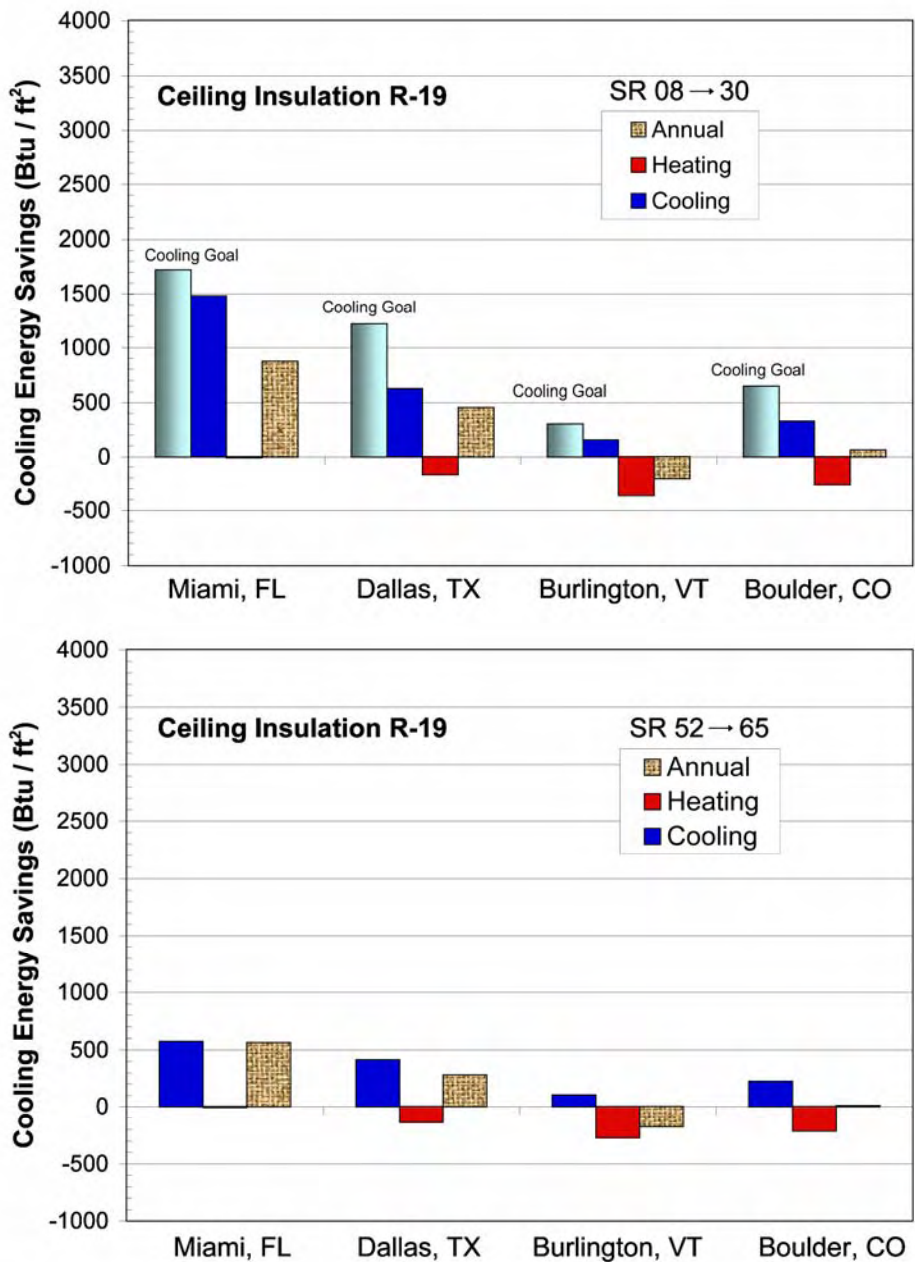 4000
3500
3000
2500
2000
1500
1000
500
0
-500
-1000
Cooling Energy Savings (Btu / ft²)
Ceiling Insulation R-19
SR 08 → 30
Annual
Heating
Cooling
Cooling Goal
Cooling Goal
Cooling Goal
Cooling Goal
Miami, FL
Dallas, TX
Burlington, VT
Boulder, CO
4000
3500
3000
2500
2000
1500
1000
500
0
-500
-1000
Cooling Energy Savings (Btu / ft²)
Ceiling Insulation R-19
SR 52 → 65
Annual
Heating
Cooling
Miami, FL
Dallas, TX
Burlington, VT
Boulder, CO